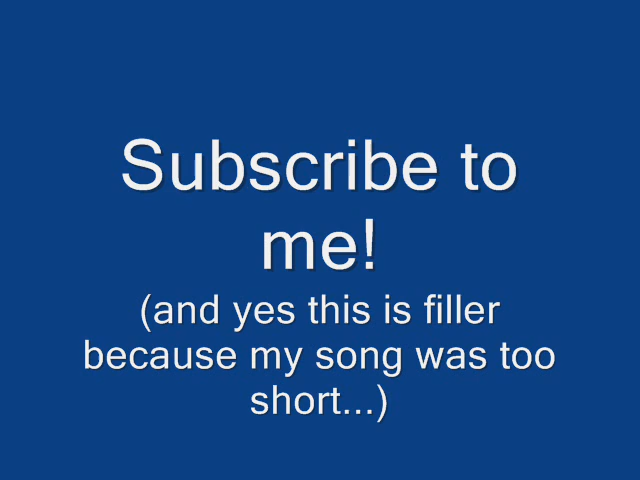 Subscribe to
me!
(and yes this is filler
because my song was too
short...)